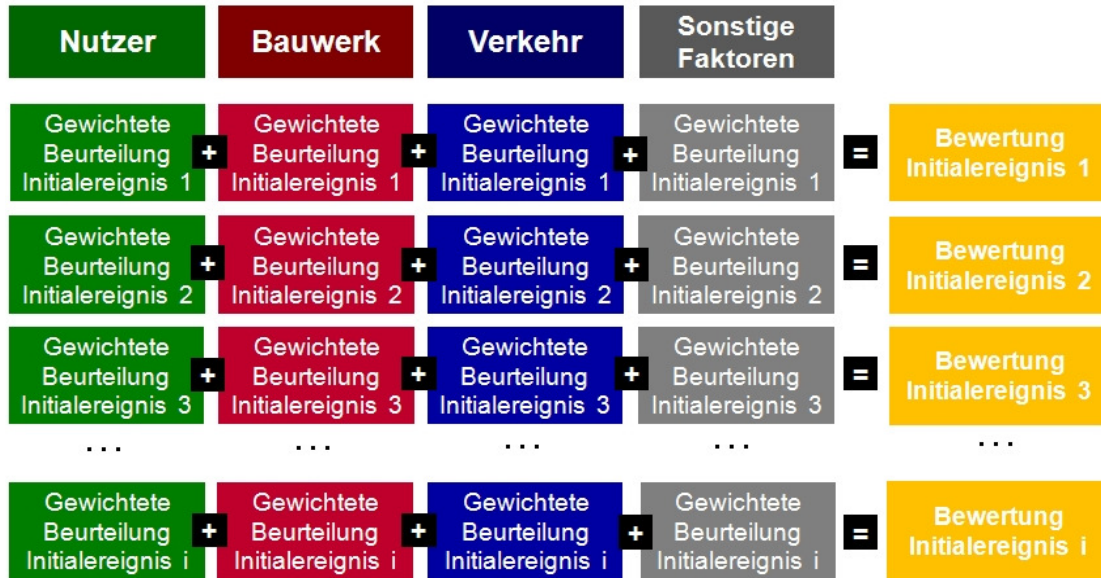 Nutzer
Bauwerk
Verkehr
Sonstige
Faktoren
Gewichtete
Beurteilung
Initialereignis 1
+
Gewichtete
Beurteilung
Initialereignis 1
+
Gewichtete
Beurteilung
Initialereignis 1
+
Gewichtete
Beurteilung
Initialereignis 1
=
Bewertung
Initialereignis 1
Gewichtete
Beurteilung
Initialereignis 2
+
Gewichtete
Beurteilung
Initialereignis 2
+
Gewichtete
Beurteilung
Initialereignis 2
+
Gewichtete
Beurteilung
Initialereignis 2
=
Bewertung
Initialereignis 2
Gewichtete
Beurteilung
Initialereignis 3
+
Gewichtete
Beurteilung
Initialereignis 3
+
Gewichtete
Beurteilung
Initialereignis 3
+
Gewichtete
Beurteilung
Initialereignis 3
=
Bewertung
Initialereignis 3
...
...
...
...
...
Gewichtete
Beurteilung
Initialereignis i
+
Gewichtete
Beurteilung
Initialereignis i
+
Gewichtete
Beurteilung
Initialereignis i
+
Gewichtete
Beurteilung
Initialereignis i
=
Bewertung
Initialereignis i